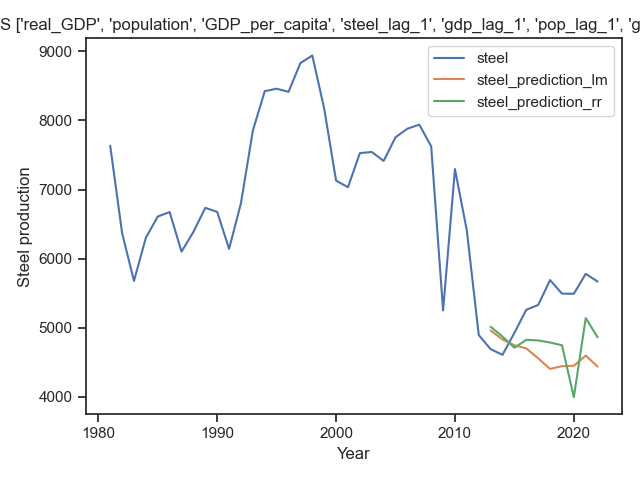 S ['real_GDP', 'population', 'GDP_per_capita', 'steel_lag_1', 'gdp_lag_1', 'pop_lag_1', 'g
steel
steel_prediction_lm
steel_prediction_rr
9000
8000
7000
6000
5000
4000
Steel production
1980
1990
2000
2010
2020
Year